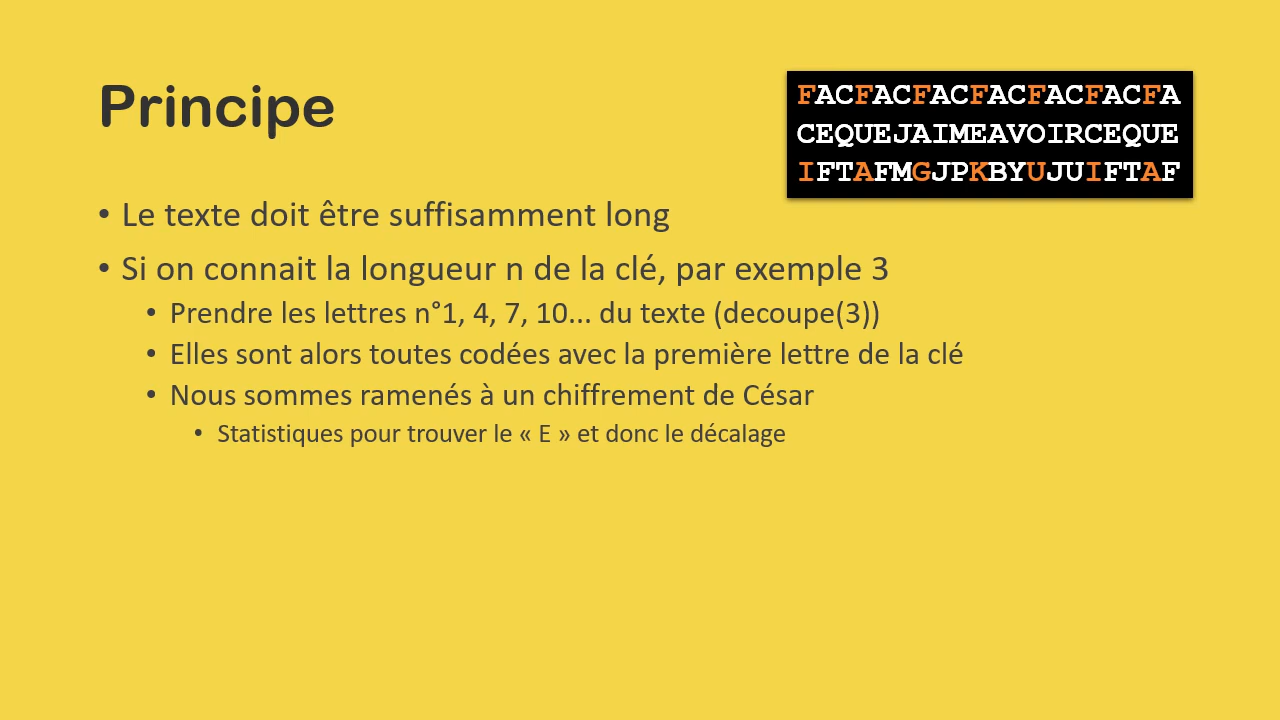 Principe
FACFACFACFACFACFACFA
CEQUEJAIMEAVOIRCEQUE
IFTAFMGJPKBYUJUIFTAF
• Le texte doit être suffisamment long
• Si on connait la longueur n de la clé, par exemple 3
• Prendre les lettres n°1, 4, 7, 10... du texte (decoupe(3))
• Elles sont alors toutes codées avec la première lettre de la clé
• Nous sommes ramenés à un chiffrement de César
• Statistiques pour trouver le « E » et donc le décalage